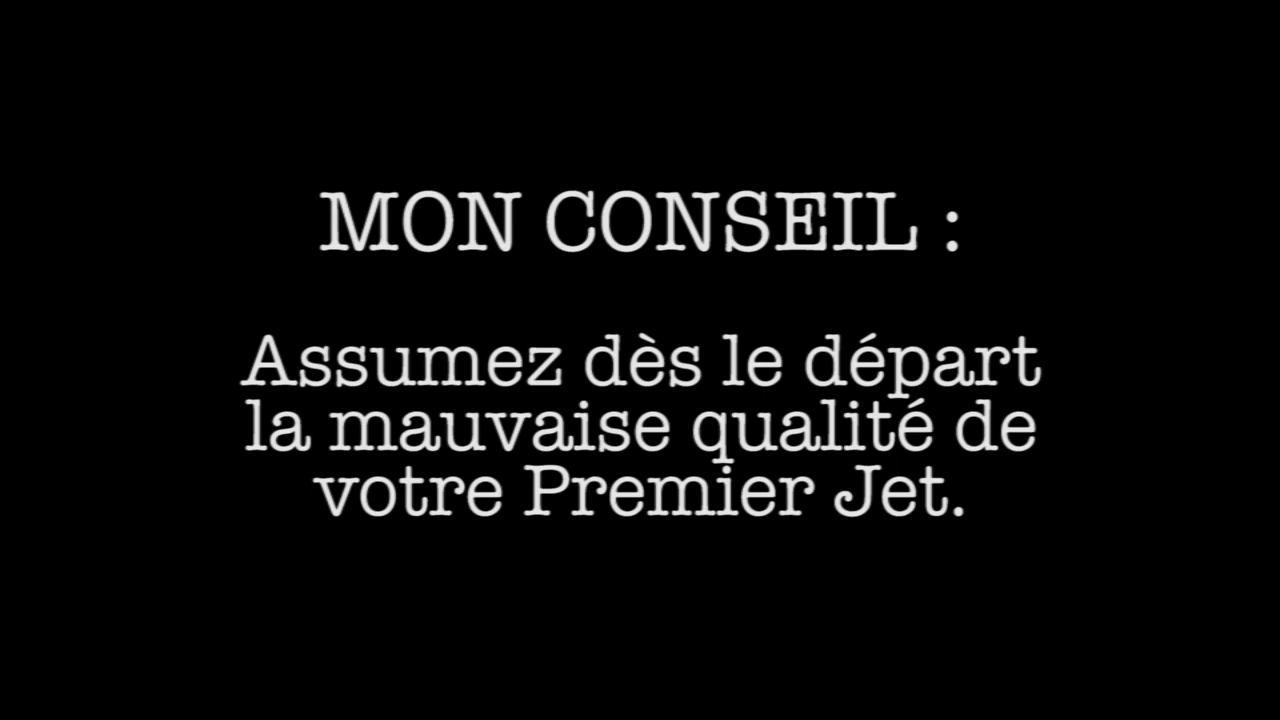 MON CONSEIL :
Assumez dès le départ
la mauvaise qualité de
votre Premier Jet.